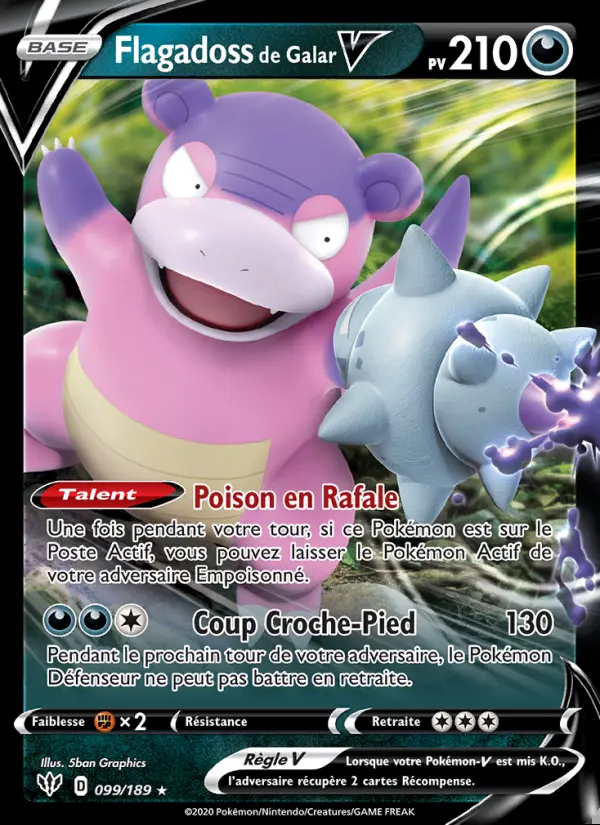 BASE Flagadoss de Galar V PV 210
Talent Poison en Rafale
Une fois pendant votre tour, si ce Pokémon est sur le
Poste Actif, vous pouvez laisser le Pokémon Actif de
votre adversaire Empoisonné.
Coup Croche-Pied 130
Pendant le prochain tour de votre adversaire, le Pokémon
Défenseur ne peut pas battre en retraite.
Faiblesse ×2 Résistance Retraite
Illus. 5ban Graphics
Règle V Lorsque votre Pokémon-V est mis K.O.,
l'adversaire récupère 2 cartes Récompense.
D 099/189 ★
©2020 Pokémon/Nintendo/Creatures/GAME FREAK